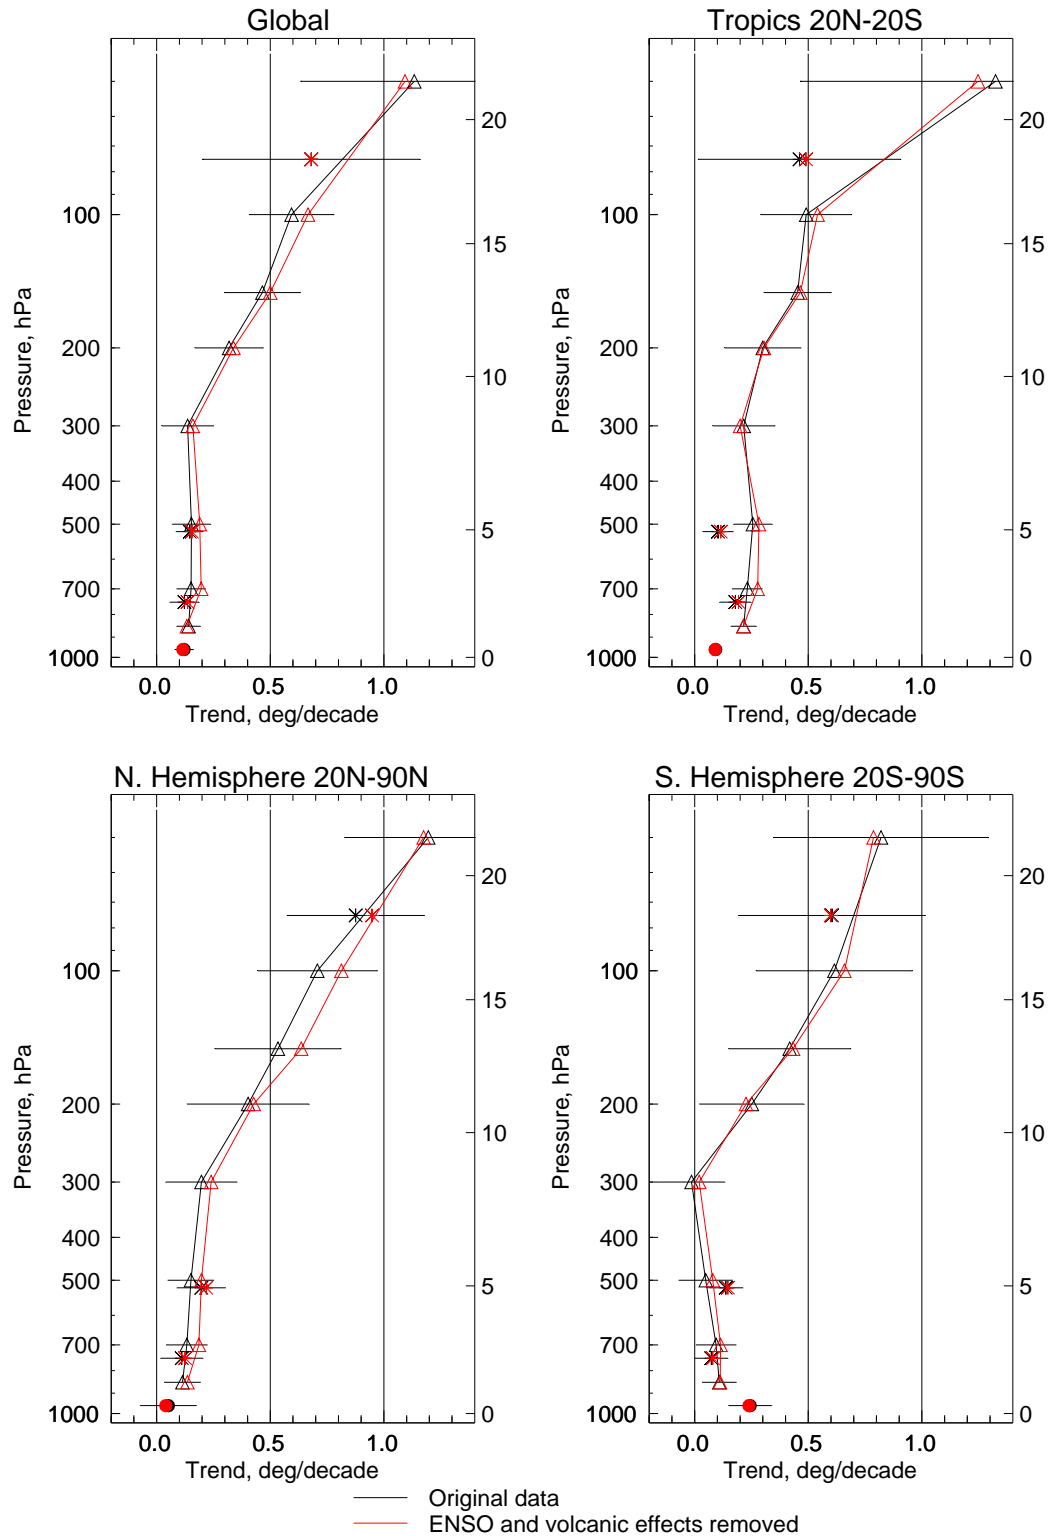 Global
Tropics 20N-20S
Pressure, hPa
100
200
300
400
500
700
1000
20
15
10
5
0
0.0 0.5 1.0
Trend, deg/decade
Pressure, hPa
100
200
300
400
500
700
1000
20
15
10
5
0
0.0 0.5 1.0
Trend, deg/decade
N. Hemisphere 20N-90N
S. Hemisphere 20S-90S
Pressure, hPa
100
200
300
400
500
700
1000
20
15
10
5
0
0.0 0.5 1.0
Trend, deg/decade
Pressure, hPa
100
200
300
400
500
700
1000
20
15
10
5
0
0.0 0.5 1.0
Trend, deg/decade
Original data
ENSO and volcanic effects removed